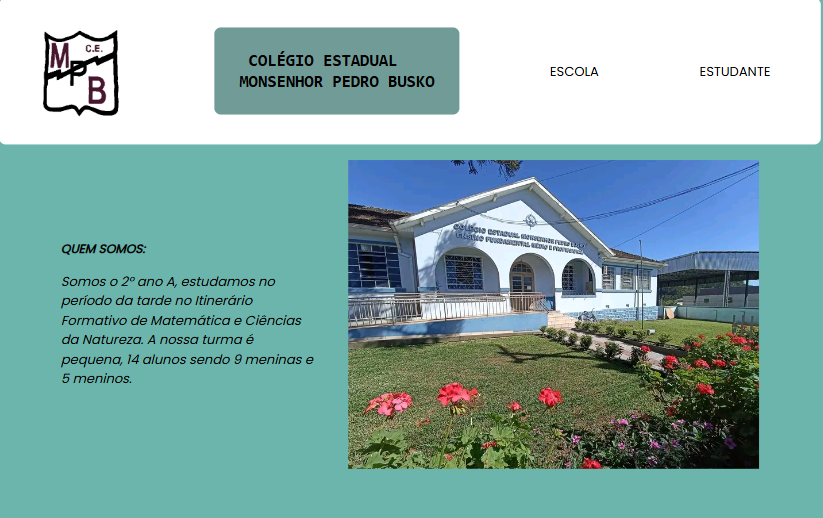 M C.E.
P
B
COLÉGIO ESTADUAL
MONSENHOR PEDRO BUSKO
ESCOLA
ESTUDANTE
QUEM SOMOS:
Somos o 2º ano A, estudamos no
período da tarde no Itinerário
Formativo de Matemática e Ciências
da Natureza. A nossa turma é
pequena, 14 alunos sendo 9 meninas e
5 meninos.
COLÉGIO ESTADUAL MONSENHOR PEDRO BUSKO
ENSINO FUNDAMENTAL MÉDIO E PROFISSIONAL